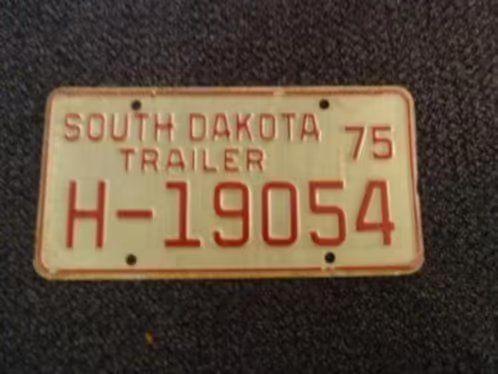 SOUTH DAKOTA 75
TRAILER
H-19054